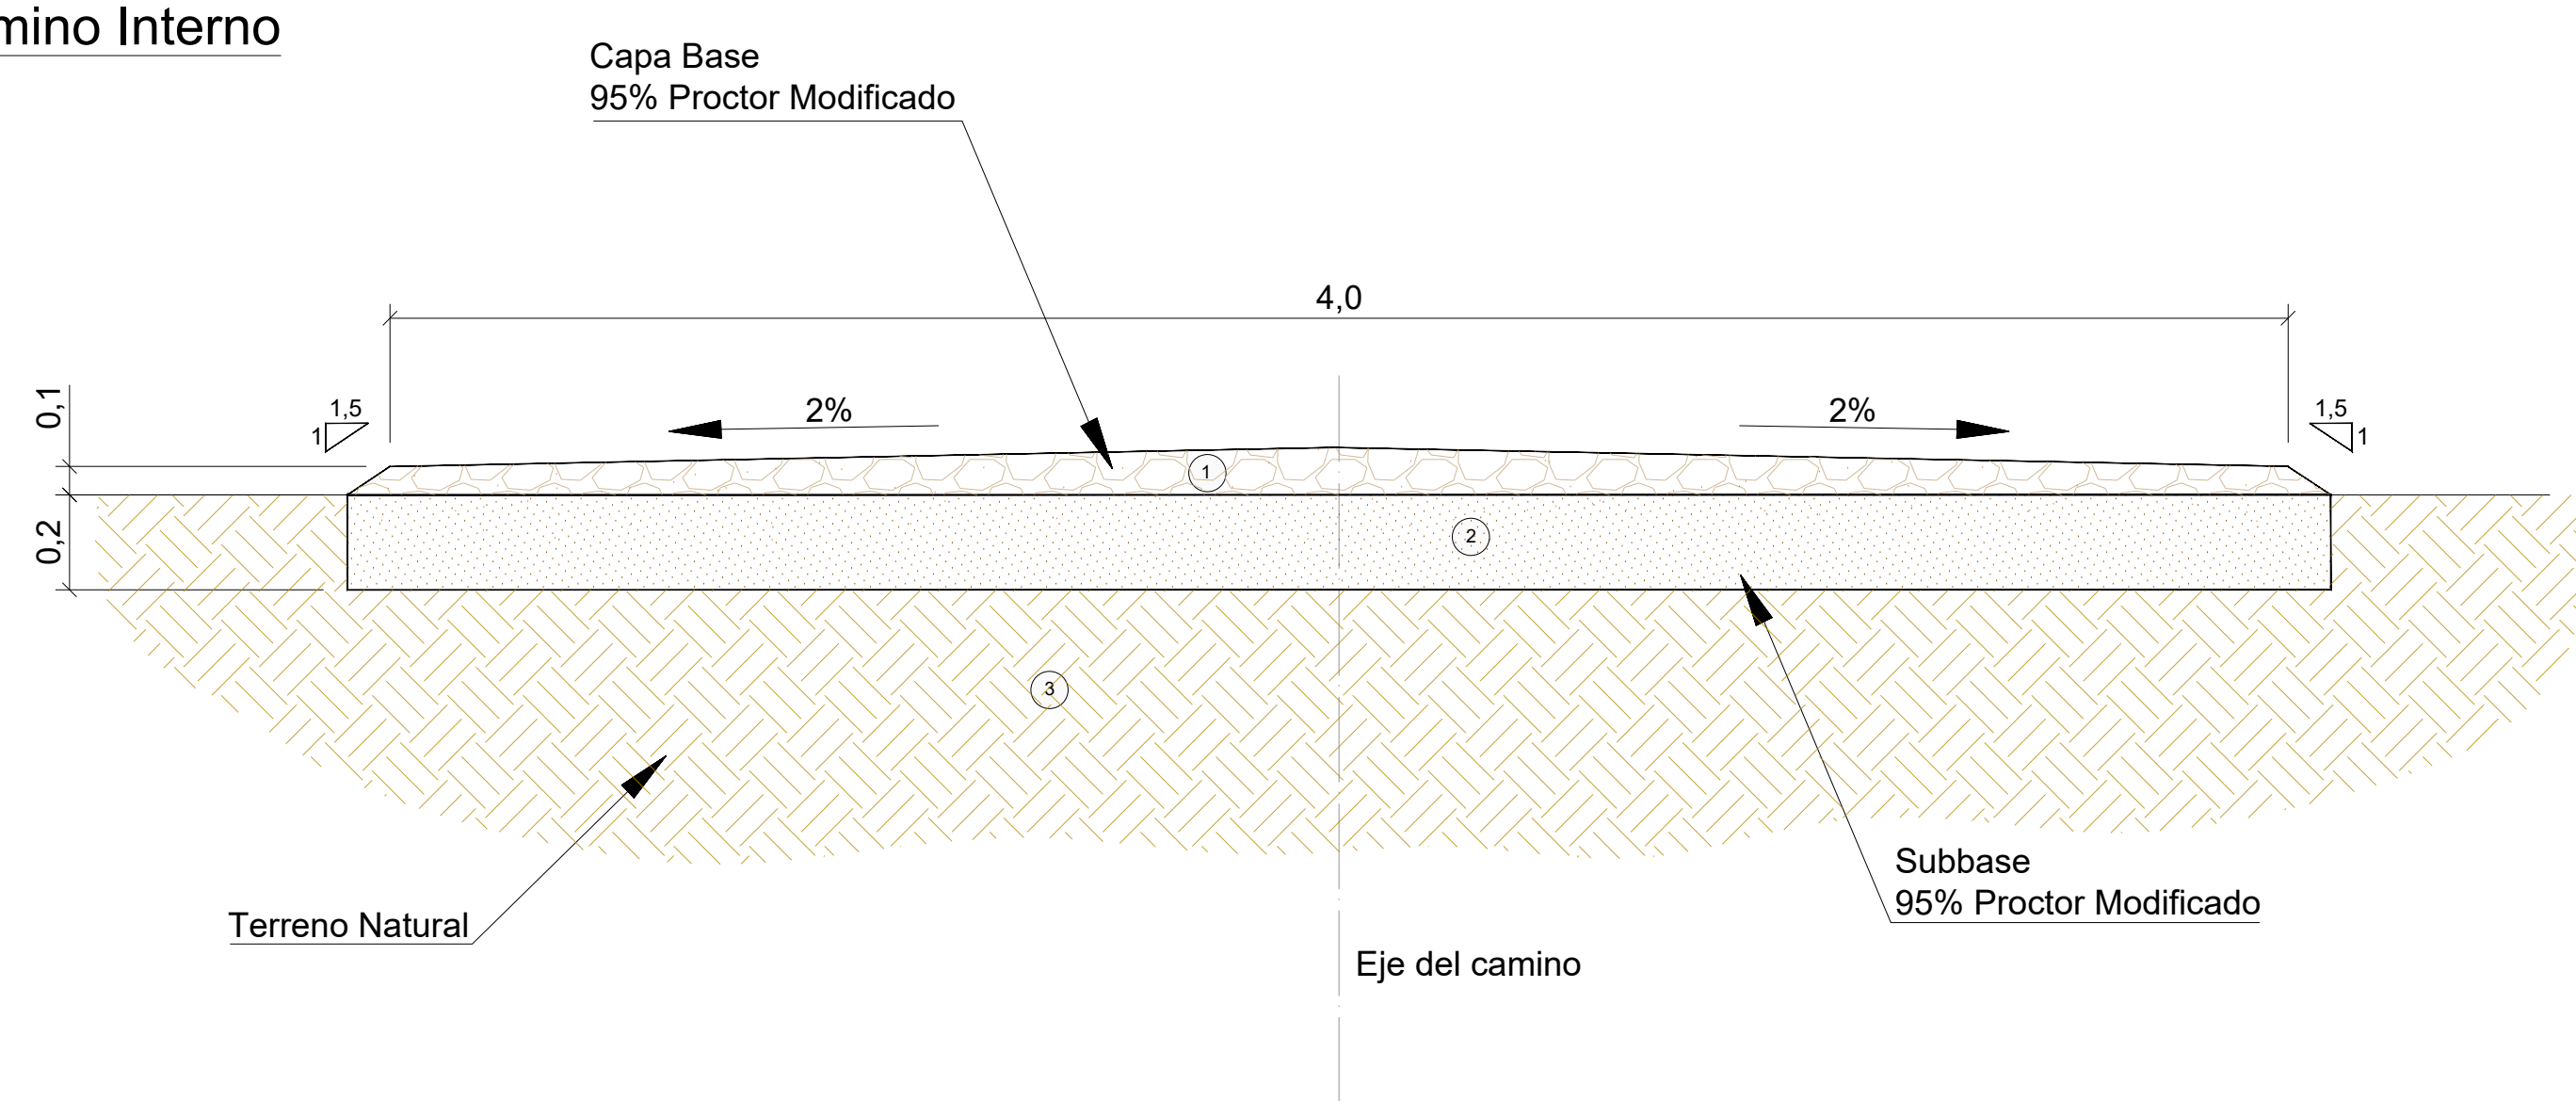 mino Interno
Capa Base
95% Proctor Modificado
4,0
0,1
1,5
1
2%
2%
1,5
1
1
0,2
2
3
Subbase
95% Proctor Modificado
Terreno Natural
Eje del camino